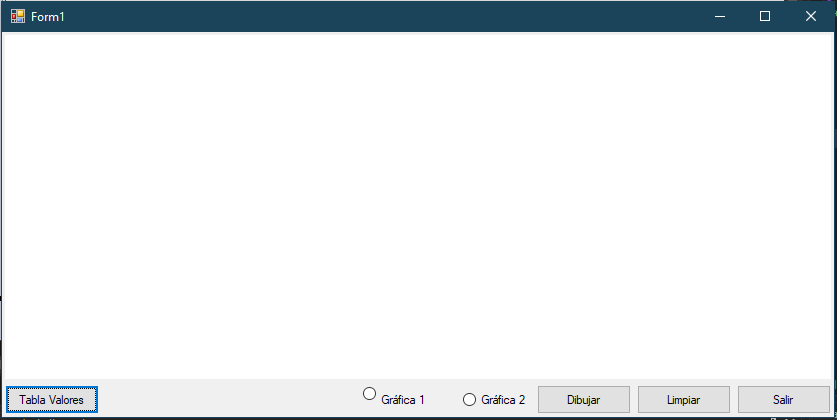 Form1
Tabla Valores
Gráfica 1
Gráfica 2
Dibujar
Limpiar
Salir